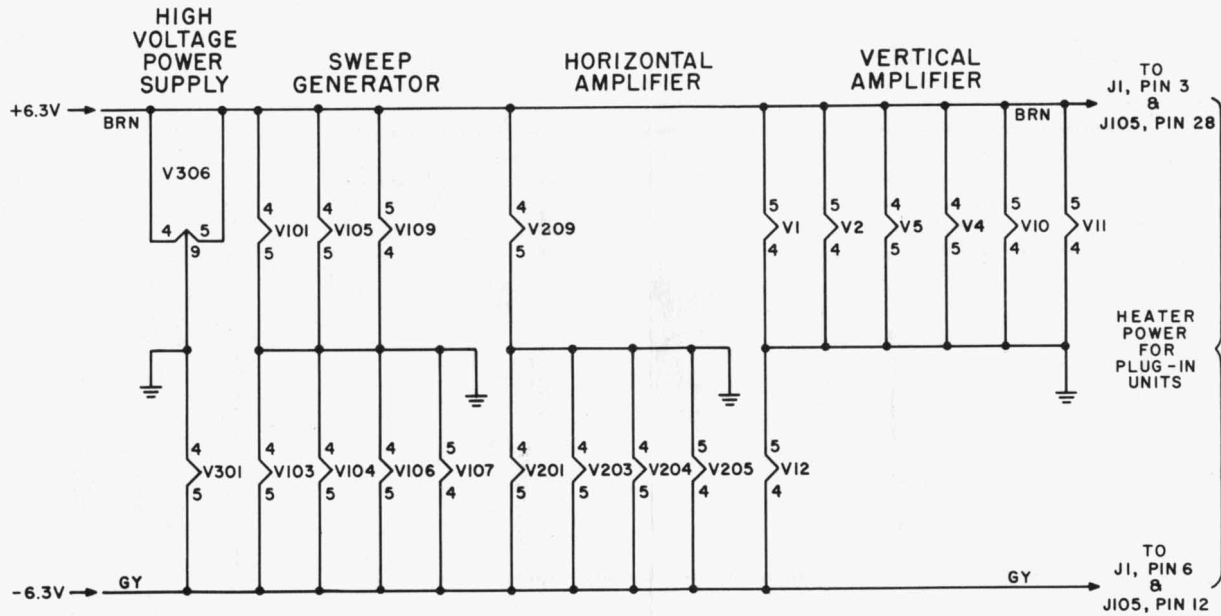 HIGH
VOLTAGE
POWER
SUPPLY
SWEEP
GENERATOR
HORIZONTAL
AMPLIFIER
VERTICAL
AMPLIFIER
TO
J1, PIN 3
&
J105, PIN 28
+6.3V
BRN
BRN
V306
4 5
9
4
V101
5
4
V105
5
5
V109
4
4
V209
5
5
V1
4
5
V2
4
4
V5
5
4
V4
5
5
V10
4
5
V11
4
HEATER
POWER
FOR
PLUG-IN
UNITS
4
V301
5
4
V103
5
4
V104
5
4
V106
5
5
V107
4
4
V201
5
4
V203
5
4
V204
5
5
V205
4
5
V12
4
-6.3V
GY
GY
TO
J1, PIN 6
&
J105, PIN 12